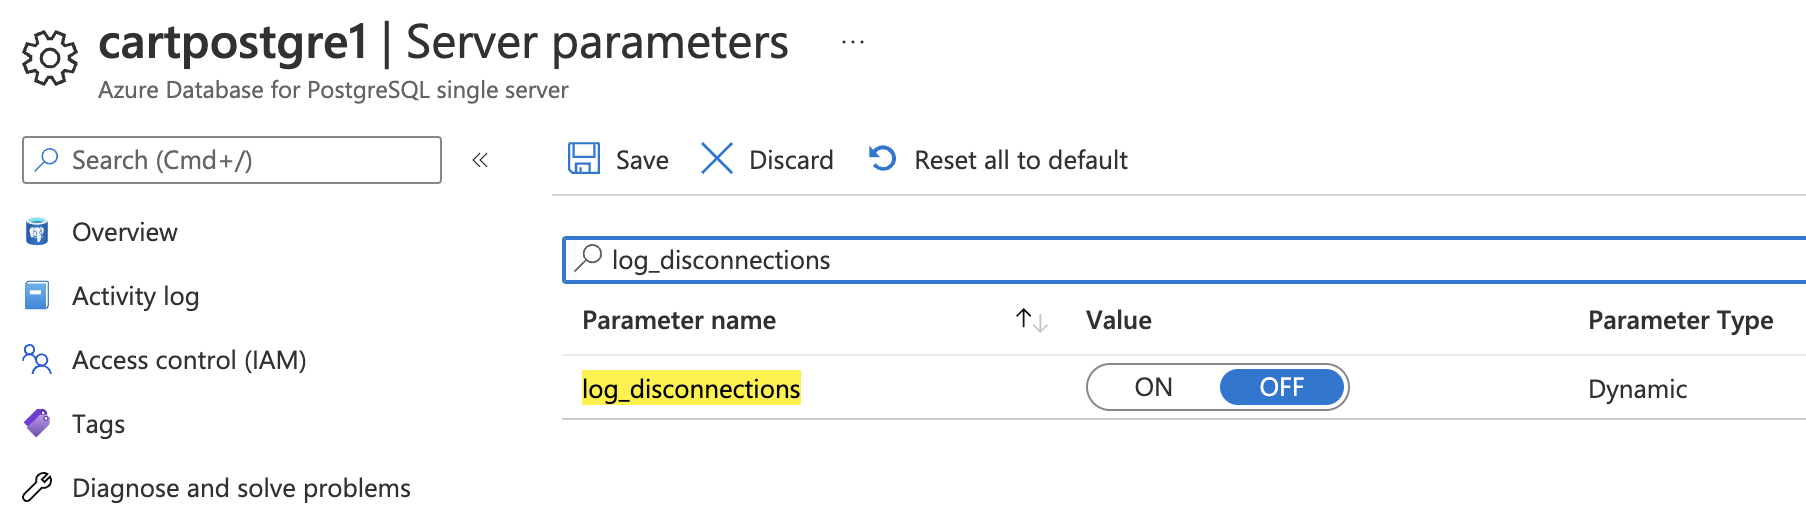 cartpostgre1 | Server parameters ...
Azure Database for PostgreSQL single server
Search (Cmd+/)
«
Overview
Activity log
Access control (IAM)
Tags
Diagnose and solve problems
Save Discard Reset all to default
log_disconnections
Parameter name ↑↓ Value Parameter Type
log_disconnections ON OFF Dynamic